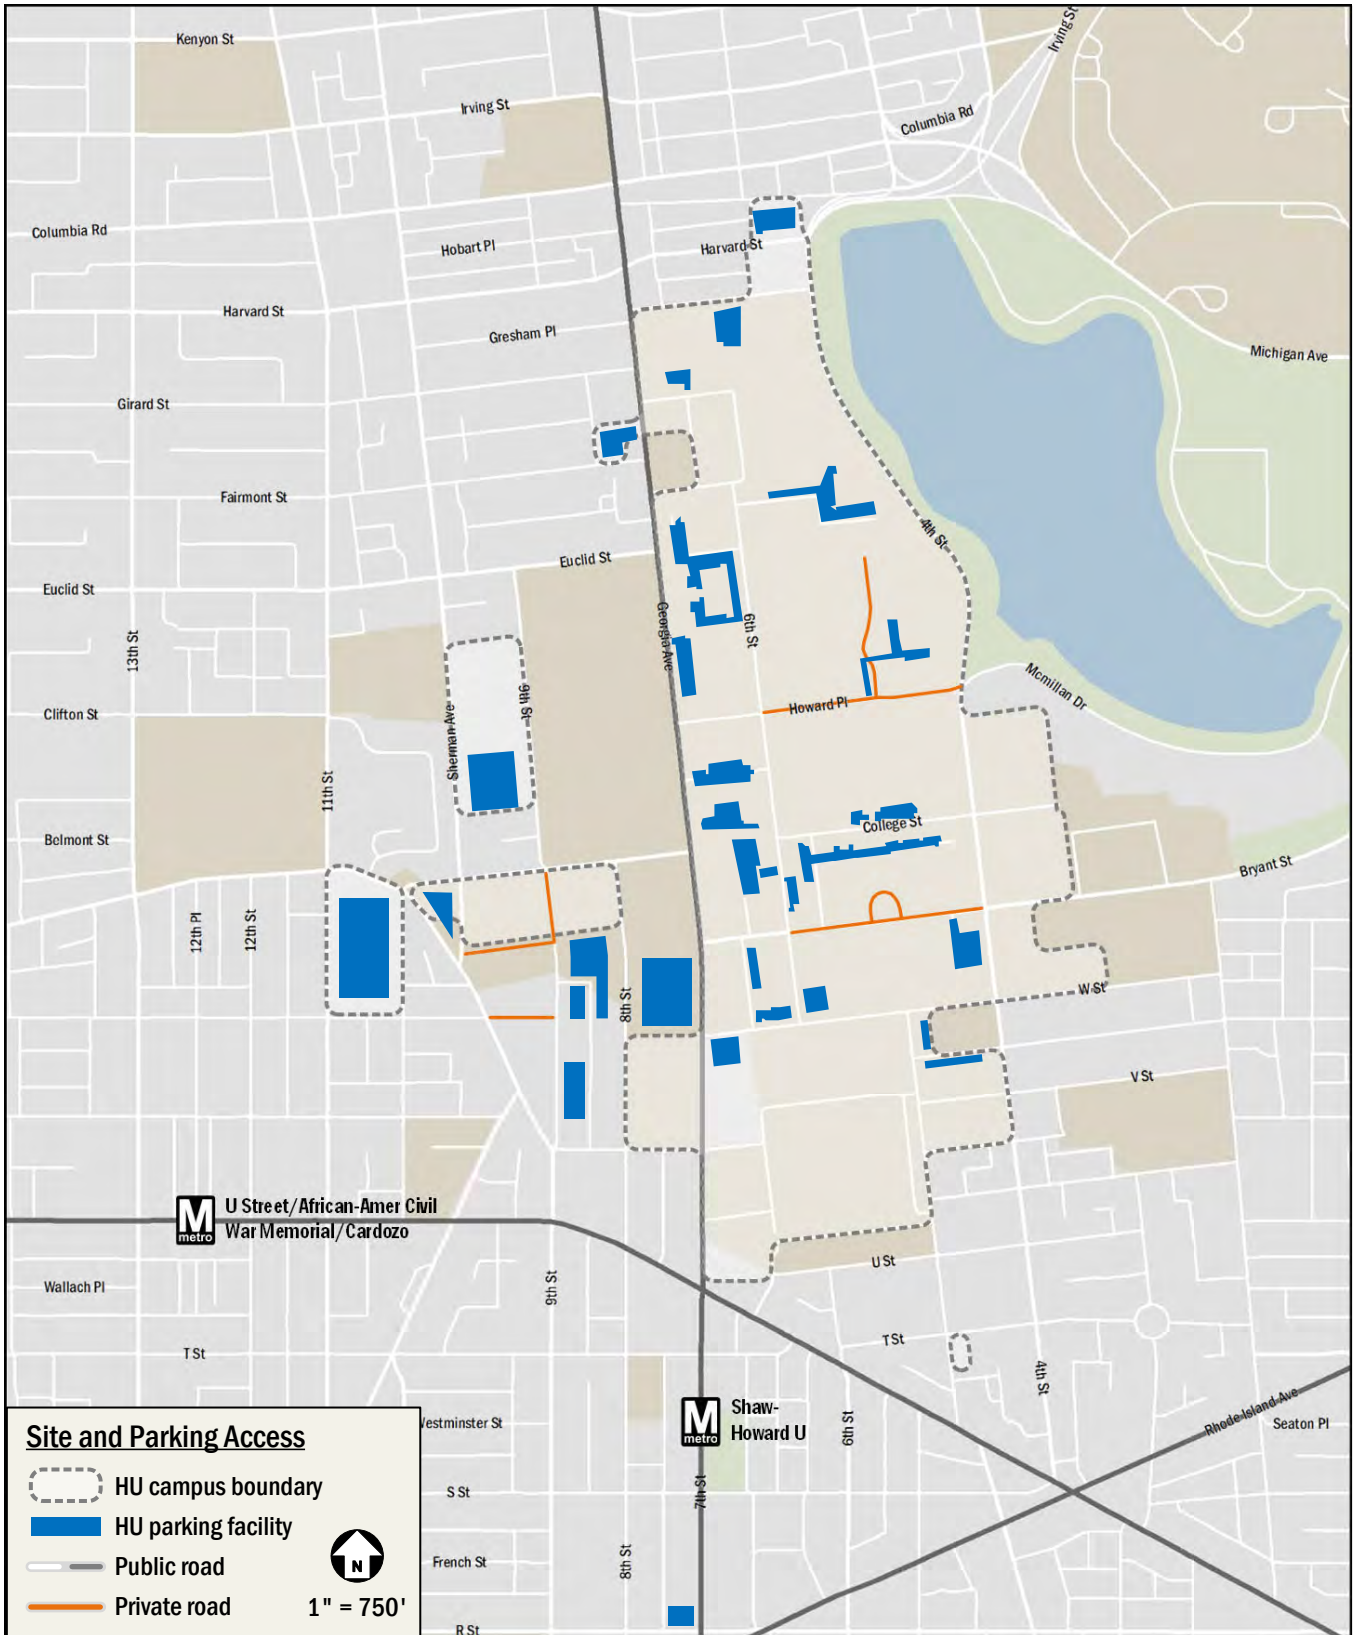 Kenyon St
Irving St
Irving St
Columbia Rd
Columbia Rd
Hobart Pl
Harvard St
Harvard St
Gresham Pl
Michigan Ave
Girard St
Fairmont St
4th St
Euclid St
Euclid St
Georgia Ave
6th St
13th St
Mcmillan Dr
Clifton St
Sherman Ave
9th St
Howard Pl
11th St
Belmont St
College St
Bryant St
12th Pl
12th St
8th St
W St
V St
M
metro
U Street/African-Amer Civil
War Memorial/Cardozo
U St
Wallach Pl
9th St
T St
T St
4th St
M
metro
Shaw-
Howard U
6th St
Rhode Island Ave
Seaton Pl
Westminster St
7th St
S St
8th St
French St
R St
Site and Parking Access
HU campus boundary
HU parking facility
Public road
Private road
N
1" = 750'